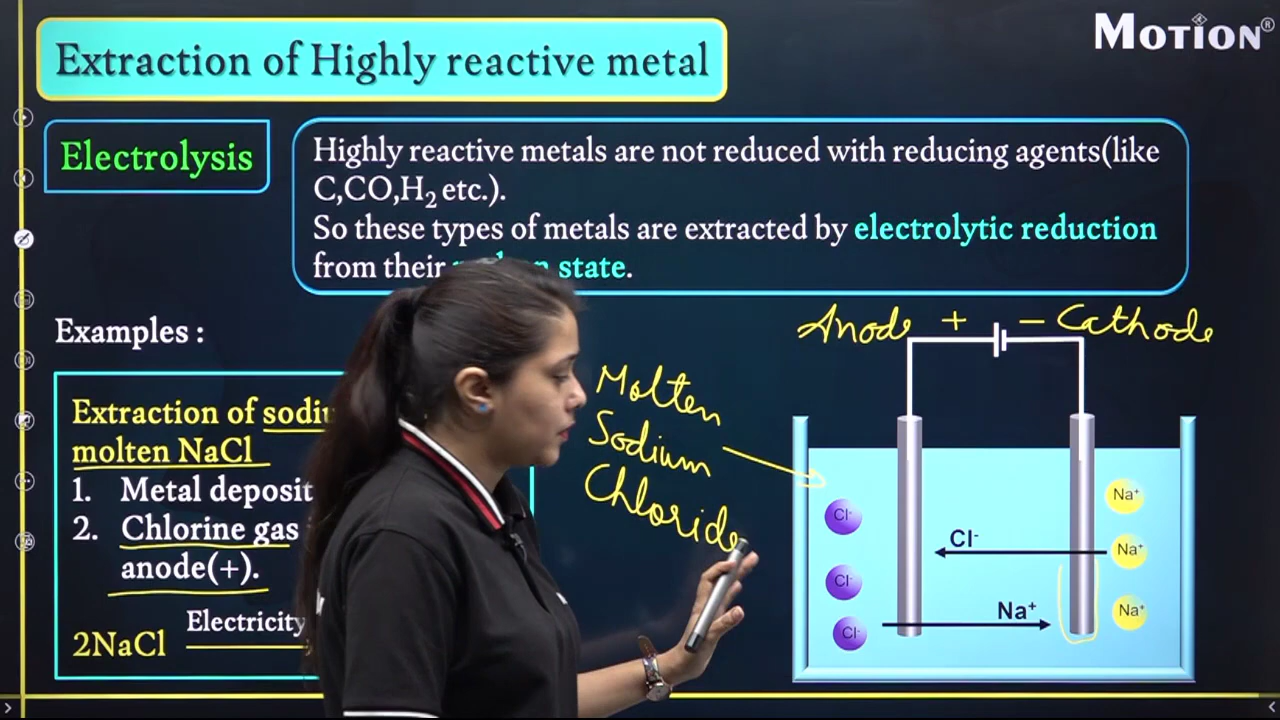 Extraction of Highly reactive metal
MOTION®
Electrolysis
Highly reactive metals are not reduced with reducing agents(like
C,CO,H₂ etc.).
So these types of metals are extracted by electrolytic reduction
from their state.
Examples :
Anode + - Cathode
Molten
Sodium
Chloride
Extraction of
molten NaCl
1. Metal
2. Chlorine gas
anode(+).
Electricity
2NaCl
Cl⁻
Cl⁻
Cl⁻
Cl⁻
Na⁺
Na⁺
Na⁺
Na⁺